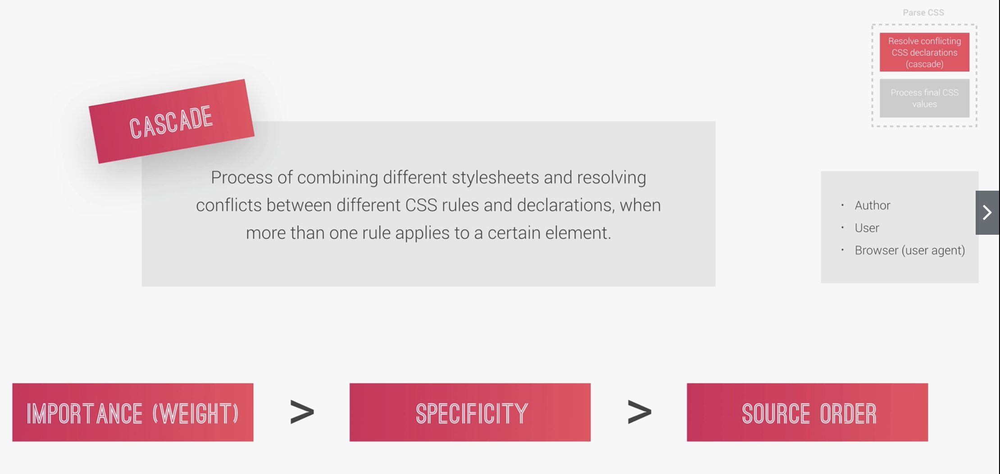 Parse CSS
Resolve conflicting
CSS declarations
(cascade)
Process final CSS
values
CASCADE
Process of combining different stylesheets and resolving
conflicts between different CSS rules and declarations, when
more than one rule applies to a certain element.
• Author
• User
• Browser (user agent)
IMPORTANCE (WEIGHT) > SPECIFICITY > SOURCE ORDER